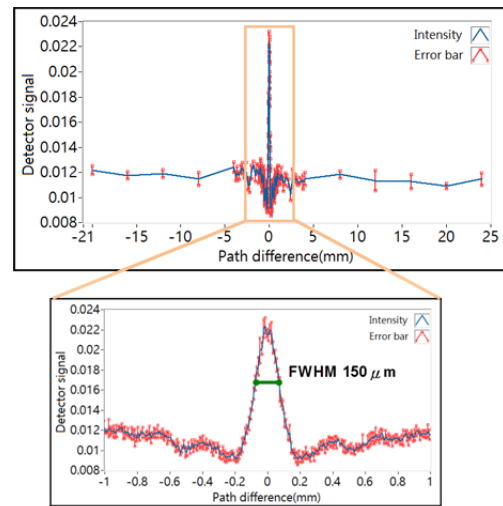 0.024
0.022
0.02
0.018
0.016
0.014
0.012
0.01
0.008
Detector signal
Intensity
Error bar
-21 -15 -10 -5 0 5 10 15 20 25
Path difference(mm)
0.024
0.022
0.02
0.018
0.016
0.014
0.012
0.01
0.008
Detector signal
Intensity
Error bar
FWHM 150 μm
-1 -0.8 -0.6 -0.4 -0.2 0 0.2 0.4 0.6 0.8 1
Path difference(mm)